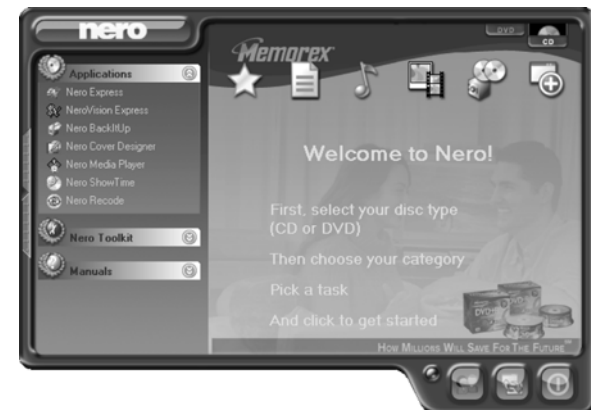 nero
DVD
CD
Memorex
Applications
Nero Express
NeroVision Express
Nero BackItUp
Nero Cover Designer
Nero Media Player
Nero ShowTime
Nero Recode
Nero Toolkit
Manuals
Welcome to Nero!
First, select your disc type
(CD or DVD)
Then choose your category
Pick a task
And click to get started
How Millions Will Save For The Future